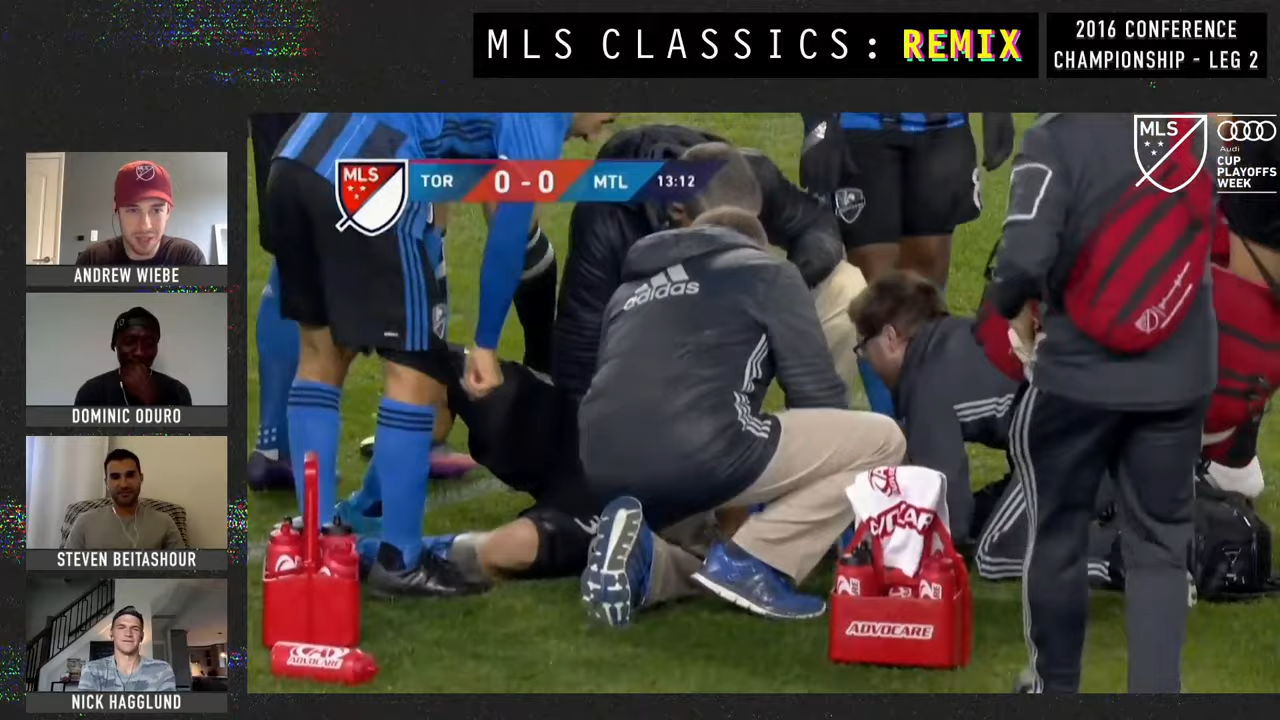 MLS CLASSICS: REMIX
2016 CONFERENCE
CHAMPIONSHIP - LEG 2
MLS
TOR
0 - 0
MTL
13:12
MLS
Audi
CUP
PLAYOFFS
WEEK
ANDREW WIEBE
DOMINIC ODURO
STEVEN BEITASHOUR
NICK HAGGLUND
adidas
ADVOCARE
ADVOCARE